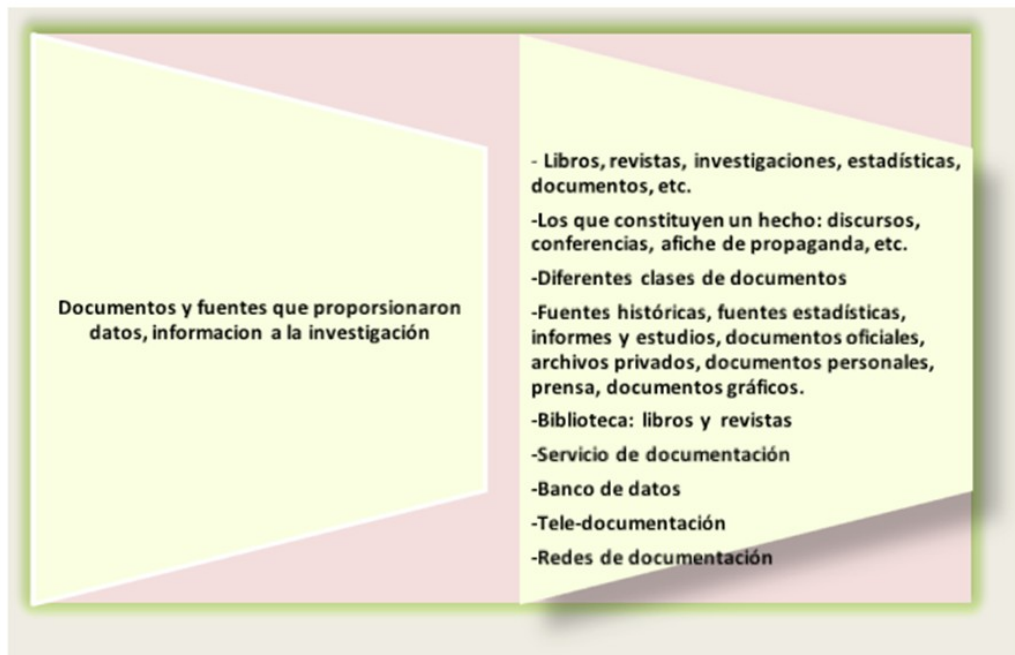 Documentos y fuentes que proporsionaron
datos, informacion a la investigación
- Libros, revistas, investigaciones, estadísticas,
documentos, etc.
-Los que constituyen un hecho: discursos,
conferencias, afiche de propaganda, etc.
-Diferentes clases de documentos
-Fuentes históricas, fuentes estadísticas,
informes y estudios, documentos oficiales,
archivos privados, documentos personales,
prensa, documentos gráficos.
-Biblioteca: libros y revistas
-Servicio de documentación
-Banco de datos
-Tele-documentación
-Redes de documentación